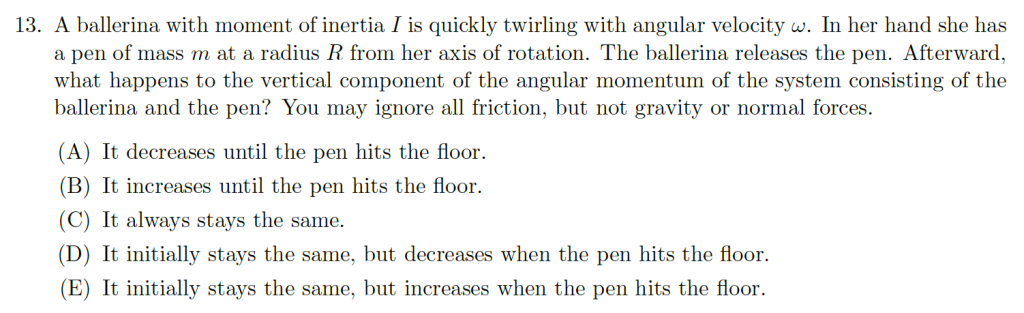 13. A ballerina with moment of inertia I is quickly twirling with angular velocity ω. In her hand she has
a pen of mass m at a radius R from her axis of rotation. The ballerina releases the pen. Afterward,
what happens to the vertical component of the angular momentum of the system consisting of the
ballerina and the pen? You may ignore all friction, but not gravity or normal forces.
(A) It decreases until the pen hits the floor.
(B) It increases until the pen hits the floor.
(C) It always stays the same.
(D) It initially stays the same, but decreases when the pen hits the floor.
(E) It initially stays the same, but increases when the pen hits the floor.